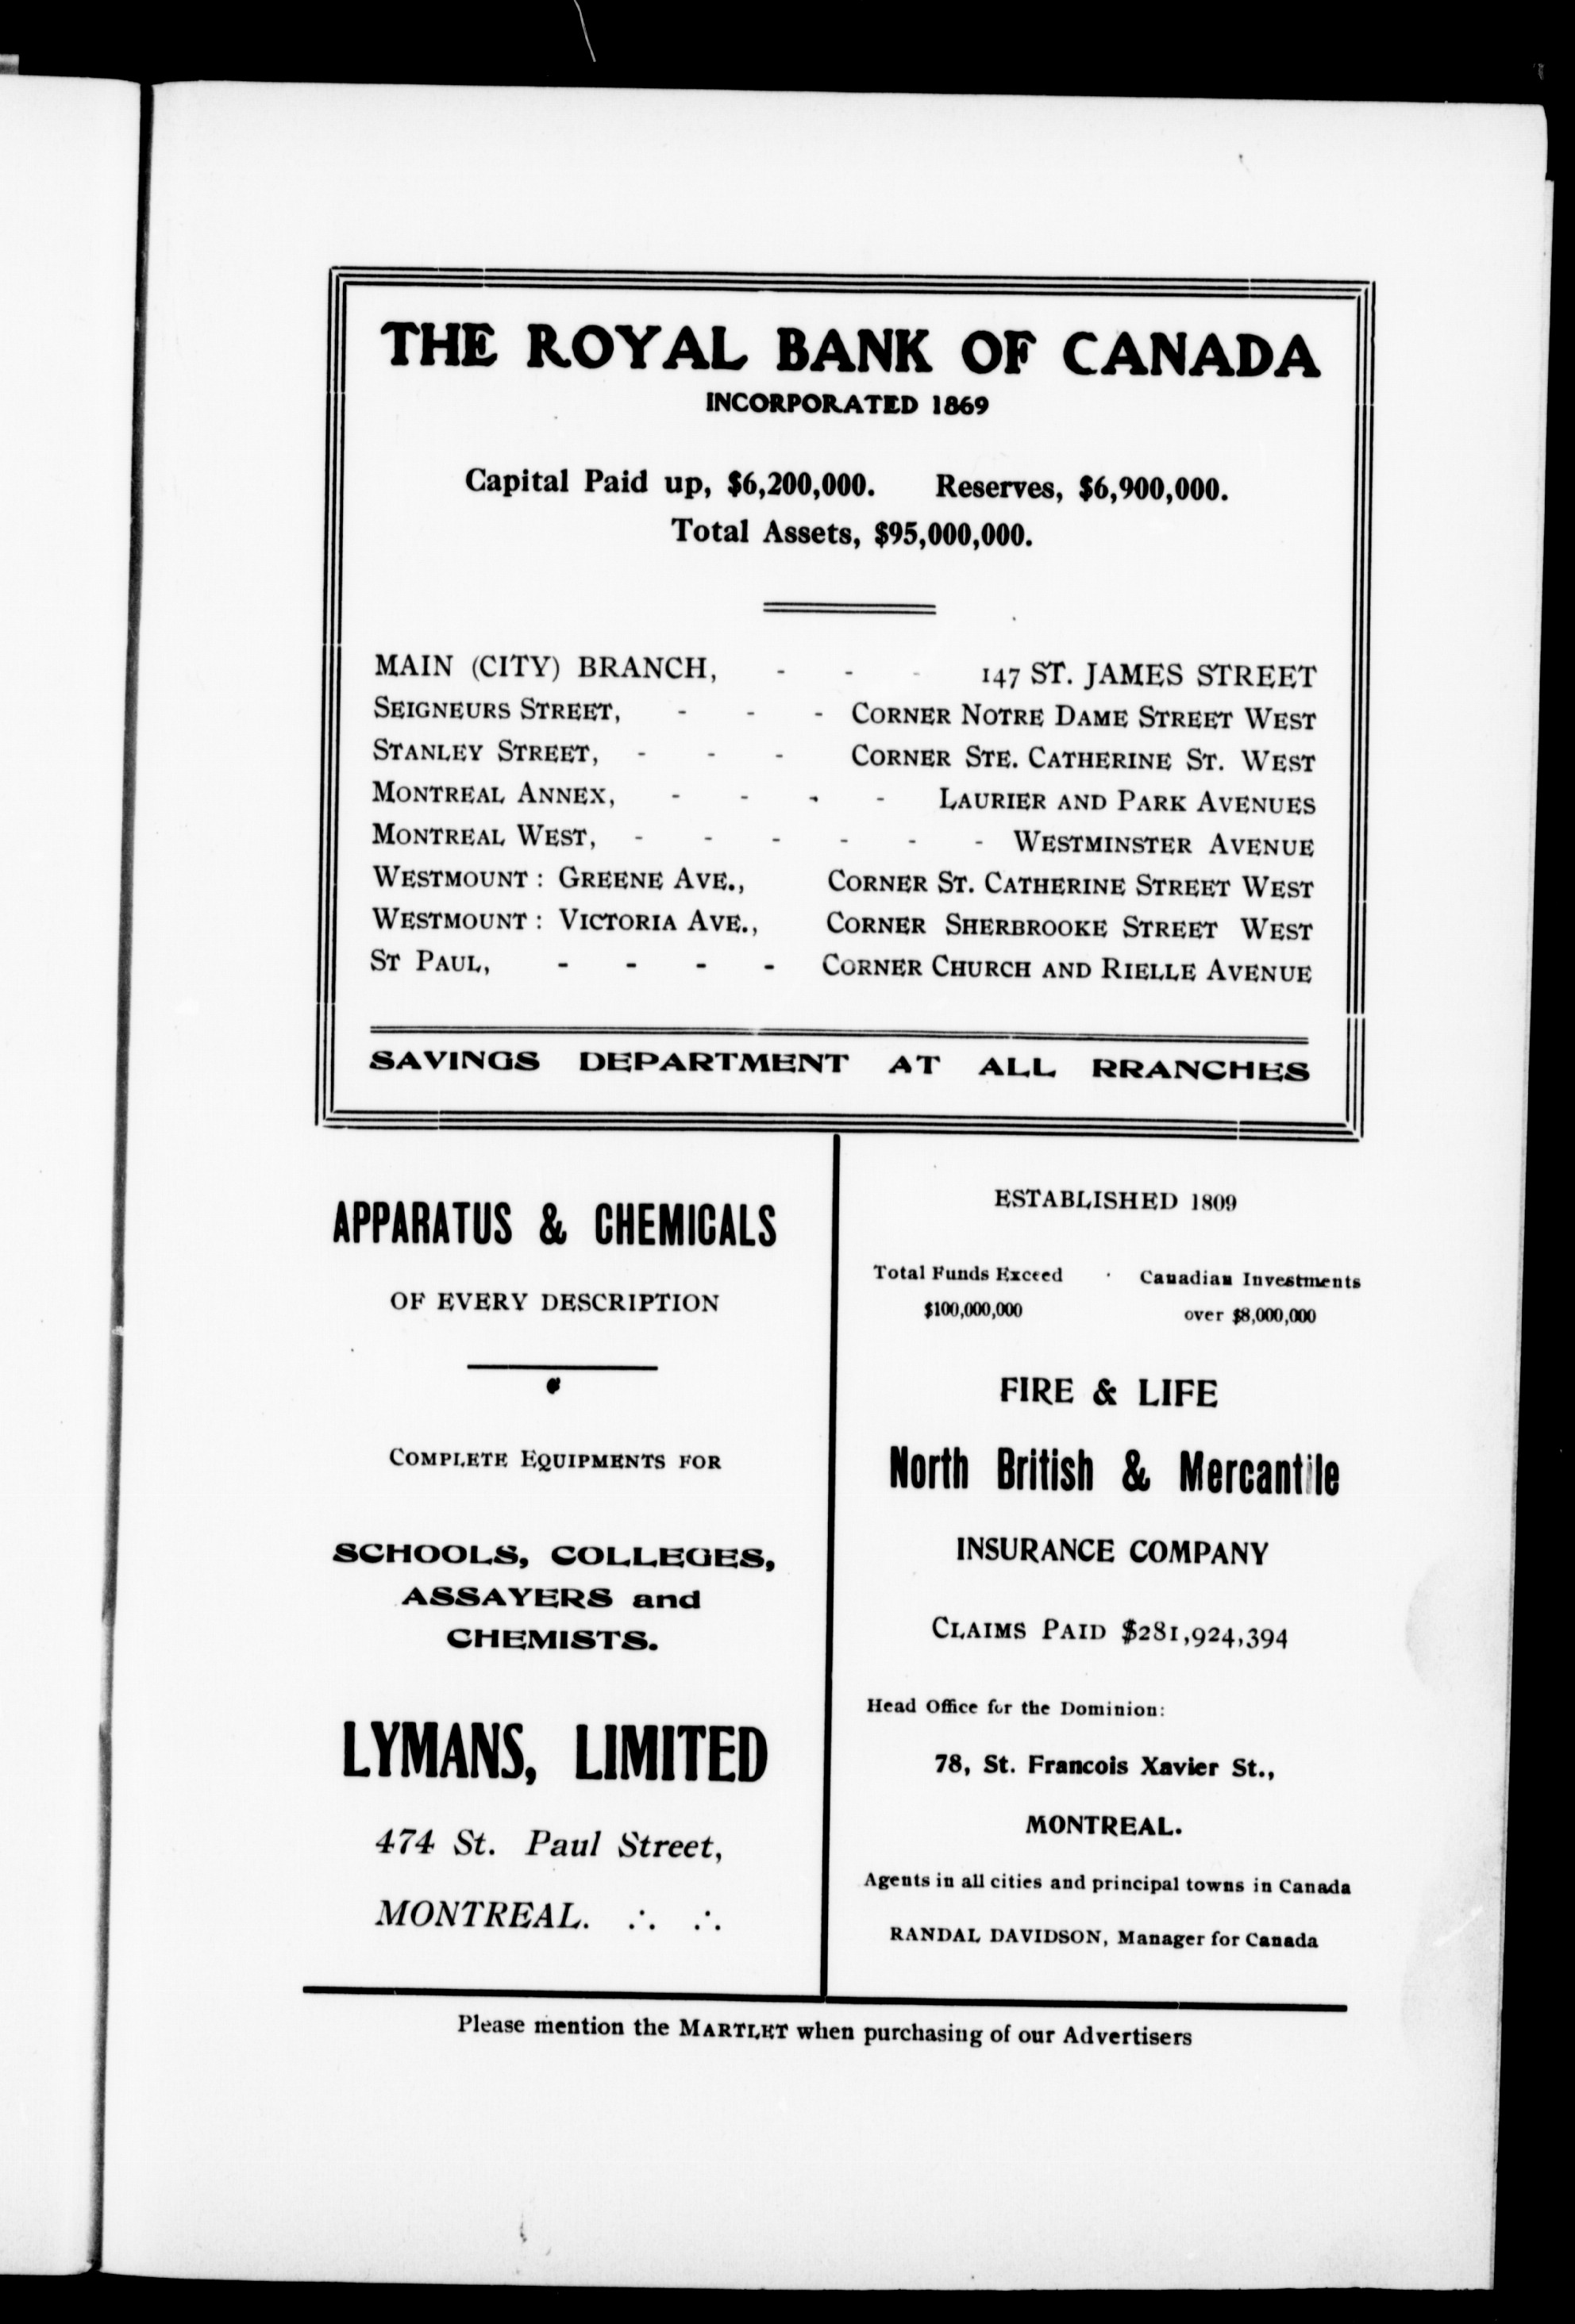 THE ROYAL BANK OF CANADA
INCORPORATED 1869
Capital Paid up, $6,200,000. Reserves, $6,900,000.
Total Assets, $95,000,000.
MAIN (CITY) BRANCH, - - - 147 ST. JAMES STREET
SEIGNEURS STREET, - - - CORNER NOTRE DAME STREET WEST
STANLEY STREET, - - - CORNER STE. CATHERINE ST. WEST
MONTREAL ANNEX, - - - - LAURIER AND PARK AVENUES
MONTREAL WEST, - - - - - - WESTMINSTER AVENUE
WESTMOUNT : GREENE AVE., CORNER ST. CATHERINE STREET WEST
WESTMOUNT : VICTORIA AVE., CORNER SHERBROOKE STREET WEST
ST PAUL, - - - - CORNER CHURCH AND RIELLE AVENUE
SAVINGS DEPARTMENT AT ALL RRANCHES
APPARATUS & CHEMICALS
OF EVERY DESCRIPTION
COMPLETE EQUIPMENTS FOR
SCHOOLS, COLLEGES,
ASSAYERS and
CHEMISTS.
LYMANS, LIMITED
474 St. Paul Street,
MONTREAL. ∴ ∴
ESTABLISHED 1809
Total Funds Exceed · Canadian Investments
$100,000,000 over $8,000,000
FIRE & LIFE
North British & Mercantile
INSURANCE COMPANY
CLAIMS PAID $281,924,394
Head Office for the Dominion:
78, St. Francois Xavier St.,
MONTREAL.
Agents in all cities and principal towns in Canada
RANDAL DAVIDSON, Manager for Canada
Please mention the MARTLET when purchasing of our Advertisers